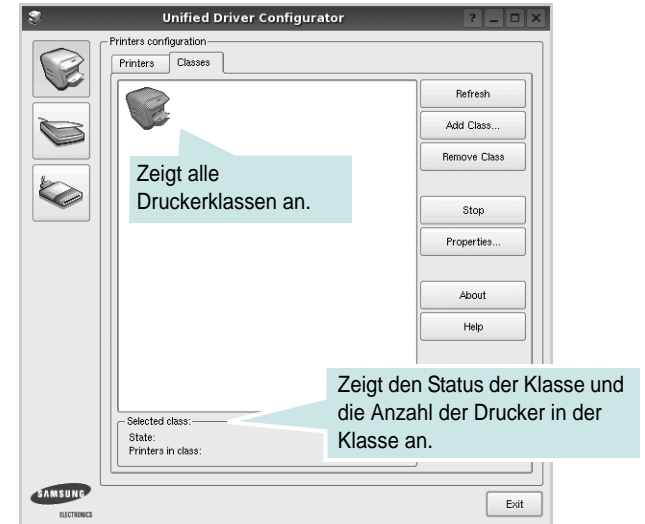 Unified Driver Configurator
Printers configuration
Printers
Classes
Refresh
Add Class...
Remove Class
Zeigt alle
Druckerklassen an.
Stop
Properties...
About
Help
Zeigt den Status der Klasse und
die Anzahl der Drucker in der
Klasse an.
Selected class:
State:
Printers in class:
SAMSUNG
ELECTRONICS
Exit